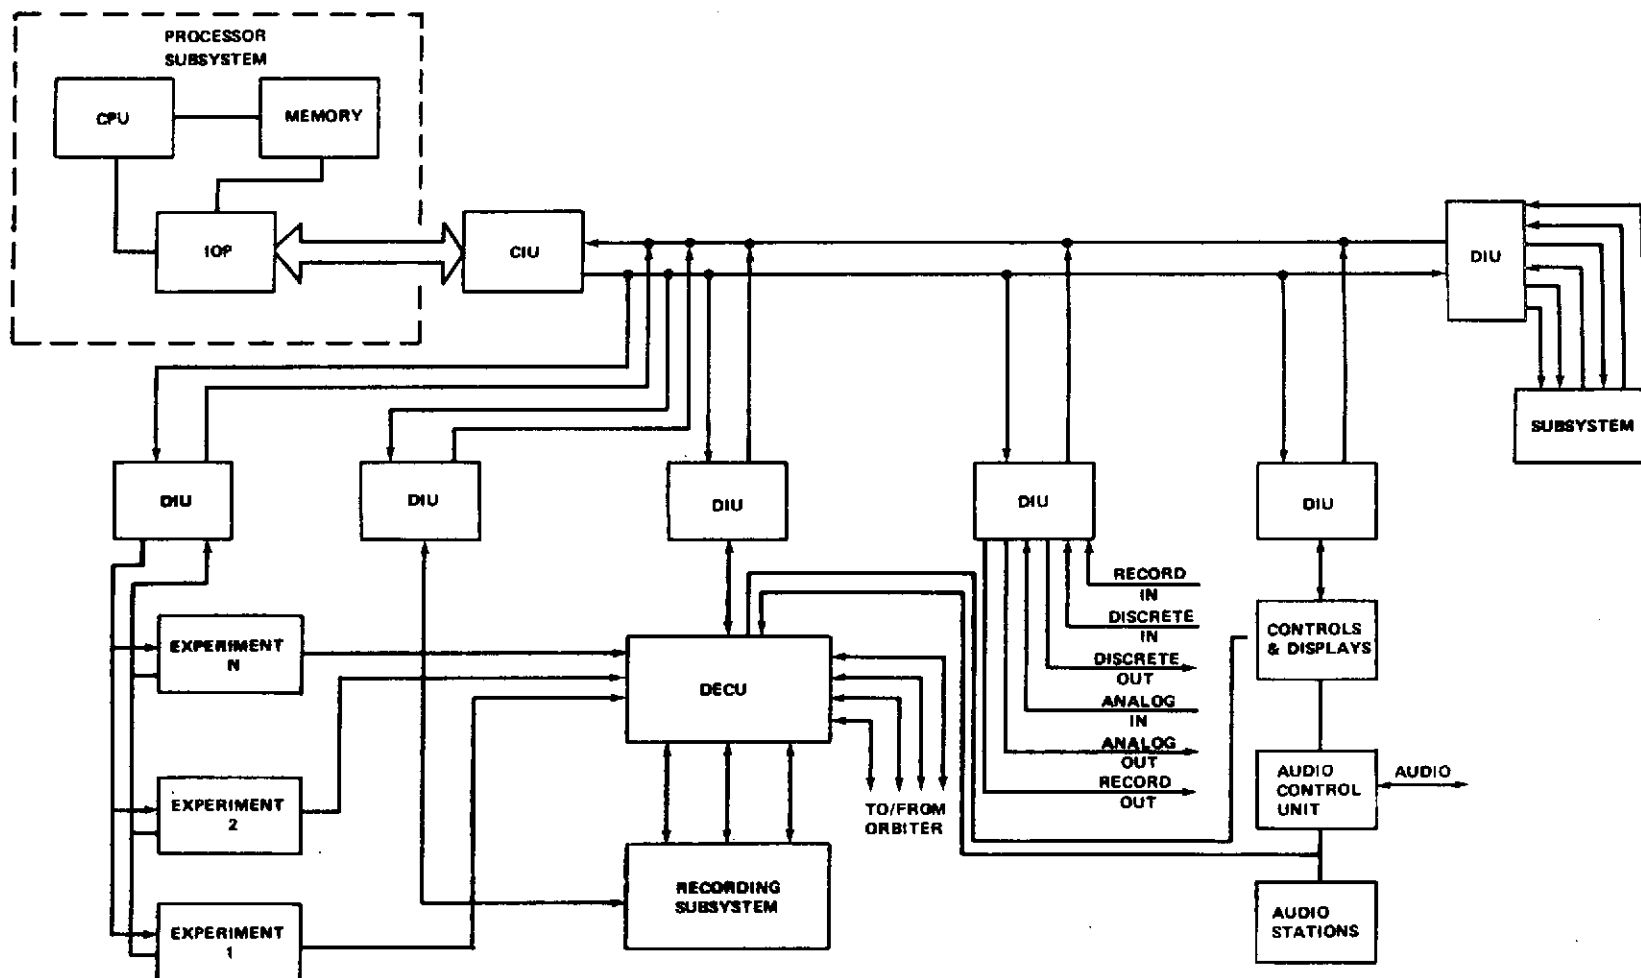 PROCESSOR
SUBSYSTEM
CPU
MEMORY
IOP
CIU
DIU
SUBSYSTEM
DIU
DIU
DIU
DIU
DIU
RECORD
IN
DISCRETE
IN
DISCRETE
OUT
ANALOG
IN
ANALOG
OUT
RECORD
OUT
CONTROLS
& DISPLAYS
EXPERIMENT
N
DECU
EXPERIMENT
2
TO/FROM
ORBITER
AUDIO
CONTROL
UNIT
AUDIO
RECORDING
SUBSYSTEM
EXPERIMENT
1
AUDIO
STATIONS